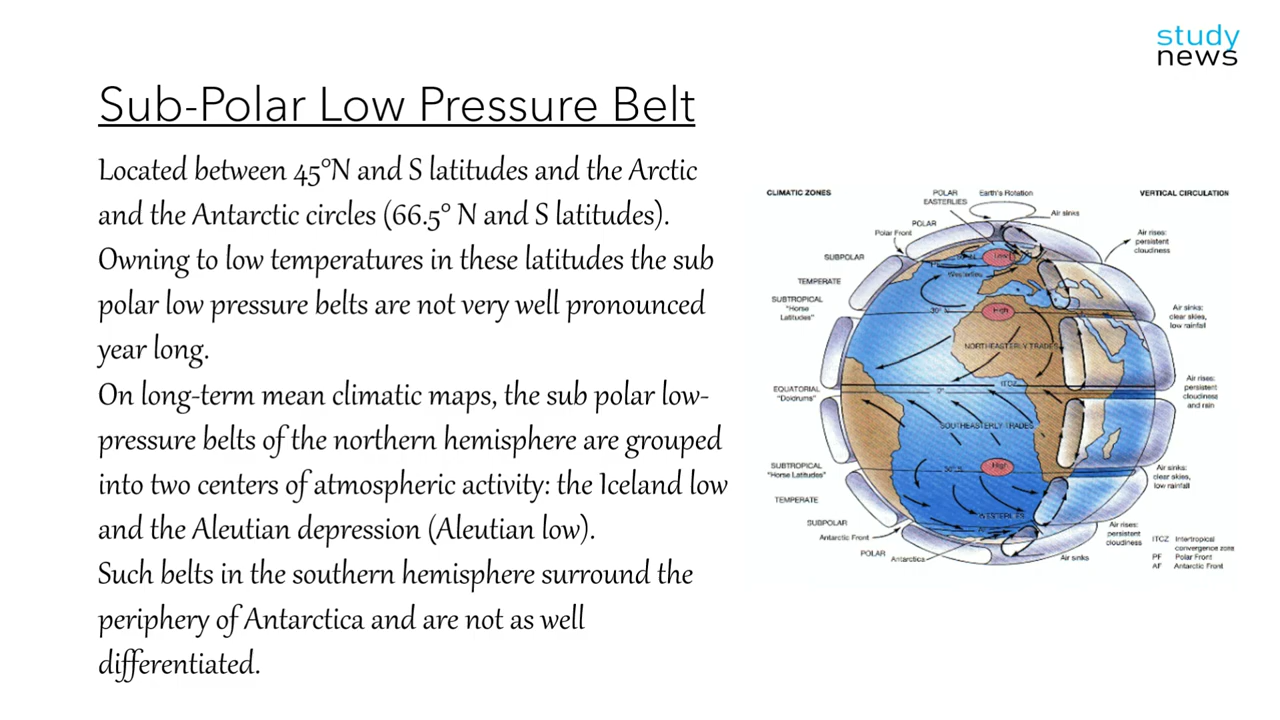 study
news
Sub-Polar Low Pressure Belt
Located between 45°N and S latitudes and the Arctic
and the Antarctic circles (66.5° N and S latitudes).
Owning to low temperatures in these latitudes the sub
polar low pressure belts are not very well pronounced
year long.
On long-term mean climatic maps, the sub polar low-
pressure belts of the northern hemisphere are grouped
into two centers of atmospheric activity: the Iceland low
and the Aleutian depression (Aleutian low).
Such belts in the southern hemisphere surround the
periphery of Antarctica and are not as well
differentiated.
CLIMATIC ZONES
POLAR
EASTERLIES
Earth's Rotation
VERTICAL CIRCULATION
Air sinks
POLAR
Polar Front
Air rises:
persistent
cloudiness
SUBPOLAR
Low
Westerlies
TEMPERATE
SUBTROPICAL
"Horse
Latitudes"
30° N
High
Air sinks:
clear skies,
low rainfall
NORTHEASTERLY TRADES
EQUATORIAL
"Doldrums"
0°
ITCZ
Air rises:
persistent
cloudiness
and rain
SOUTHEASTERLY TRADES
SUBTROPICAL
"Horse Latitudes"
30° S
High
Air sinks:
clear skies,
low rainfall
TEMPERATE
WESTERLIES
SUBPOLAR
Antarctic Front
POLAR
Antarctica
Air sinks
Air rises:
persistent
cloudiness
ITCZ Intertropical
convergence zone
PF Polar Front
AF Antarctic Front